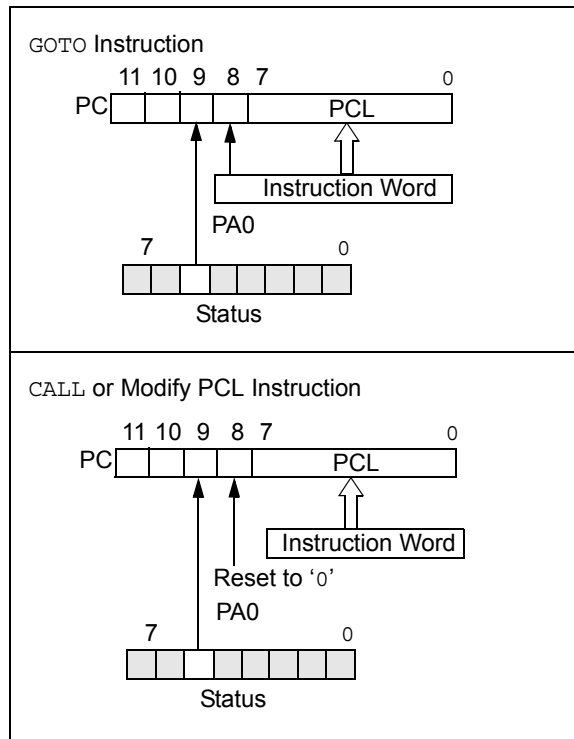 GOTO Instruction
11 10 9 8 7 0
PC PCL
Instruction Word
PA0
7 0
Status
CALL or Modify PCL Instruction
11 10 9 8 7 0
PC PCL
Instruction Word
Reset to ‘0’
PA0
7 0
Status